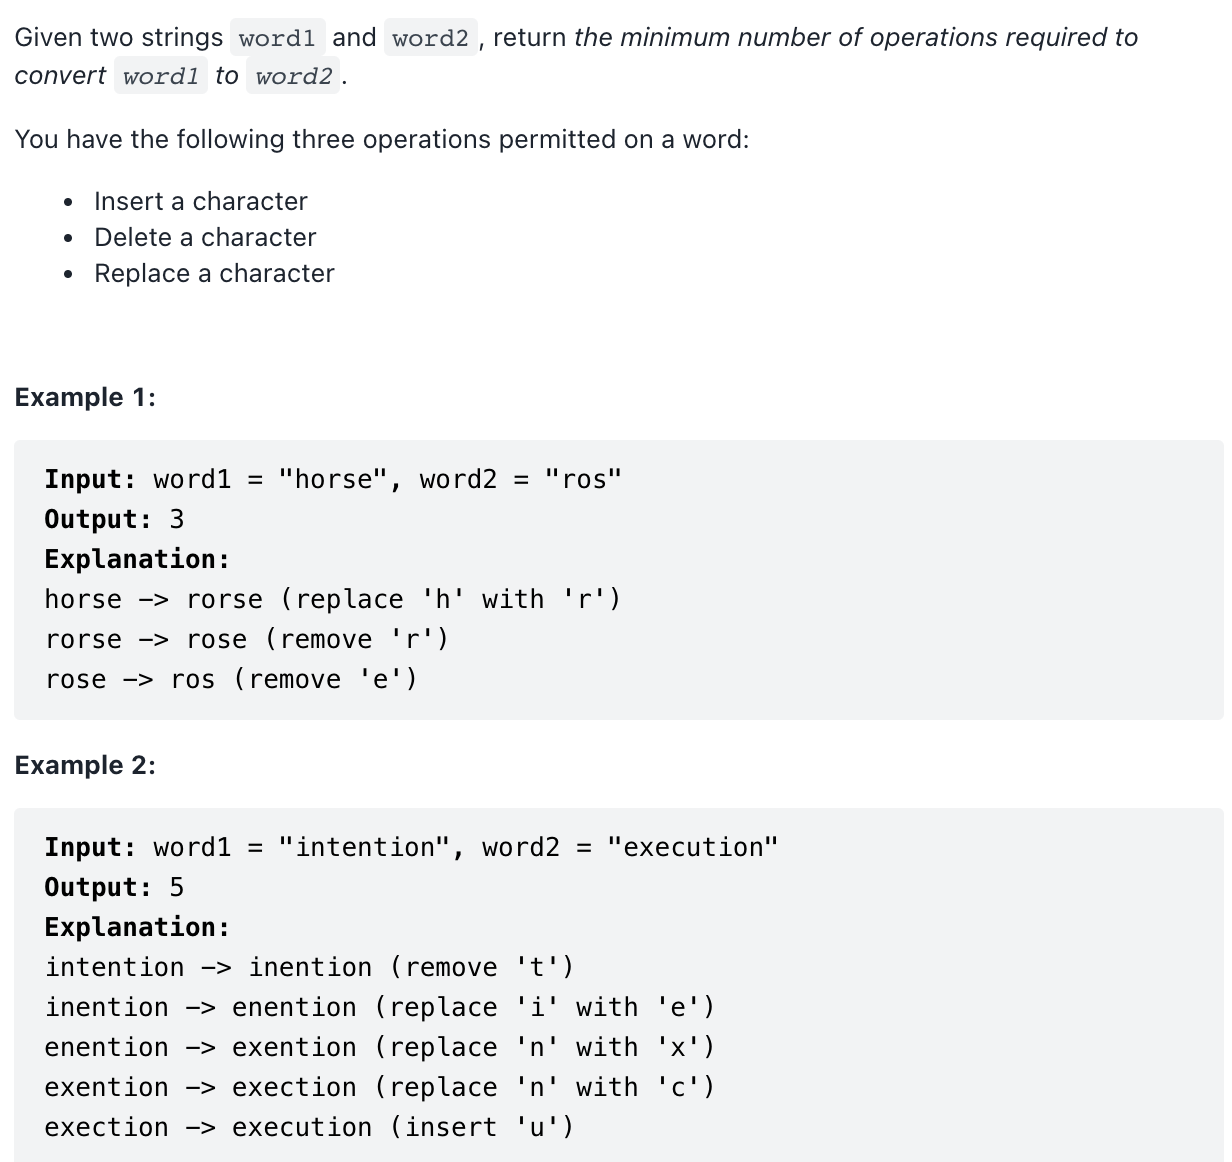 Given two strings word1 and word2, return the minimum number of operations required to
convert word1 to word2.
You have the following three operations permitted on a word:
• Insert a character
• Delete a character
• Replace a character
Example 1:
Input: word1 = "horse", word2 = "ros"
Output: 3
Explanation:
horse -> rorse (replace 'h' with 'r')
rorse -> rose (remove 'r')
rose -> ros (remove 'e')
Example 2:
Input: word1 = "intention", word2 = "execution"
Output: 5
Explanation:
intention -> inention (remove 't')
inention -> enention (replace 'i' with 'e')
enention -> exention (replace 'n' with 'x')
exention -> exection (replace 'n' with 'c')
exection -> execution (insert 'u')